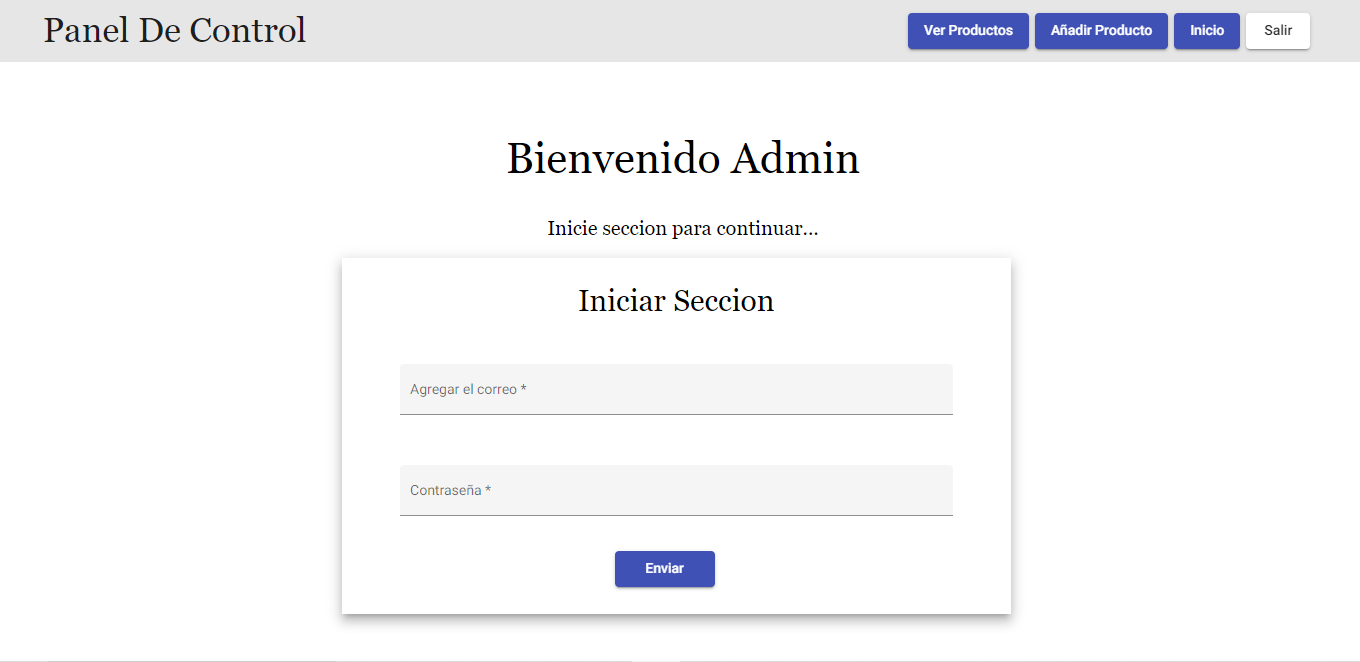 Panel De Control
Ver Productos
Añadir Producto
Inicio
Salir
Bienvenido Admin
Inicie seccion para continuar...
Iniciar Seccion
Agregar el correo *
Contraseña *
Enviar